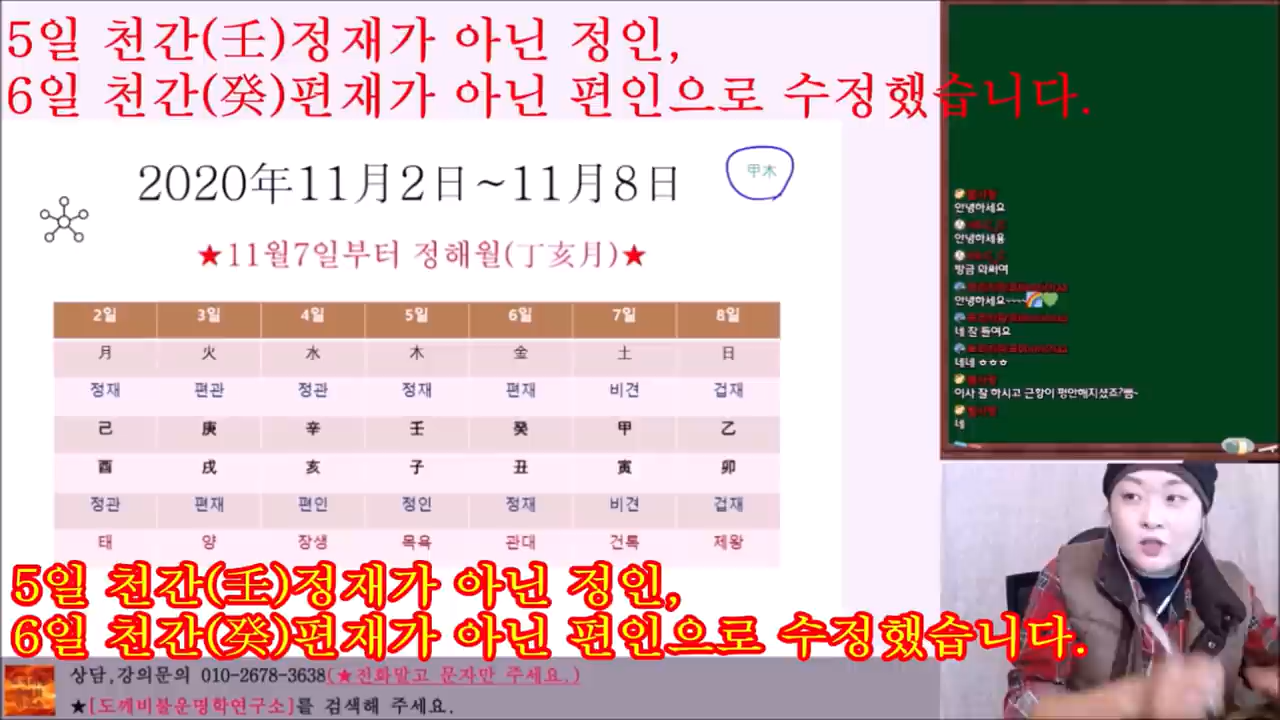 5일 천간(壬)정재가 아닌 정인,
6일 천간(癸)편재가 아닌 편인으로 수정했습니다.
2020年11月2日~11月8日
甲木
★11월7일부터 정해월(丁亥月)★
2일 3일 4일 5일 6일 7일 8일
月 火 水 木 金 土 日
정재 편관 정관 정재 편재 비견 겁재
己 庚 辛 壬 癸 甲 乙
酉 戌 亥 子 丑 寅 卯
정관 편재 편인 정인 정재 비견 겁재
태 양 장생 목욕 관대 건록 제왕
5일 천간(壬)정재가 아닌 정인,
6일 천간(癸)편재가 아닌 편인으로 수정했습니다.
상담,강의문의 010-2678-3638(★전화말고 문자만 주세요.)
★[도깨비불운명학연구소]를 검색해 주세요.
안녕하세요
안녕하세용
방금 와써여
안녕하세요~~~
네 잘 들여요
네네 ㅎㅎㅎ
이사 잘 하시고 근황이 평안해지셨죠?쌤~
네